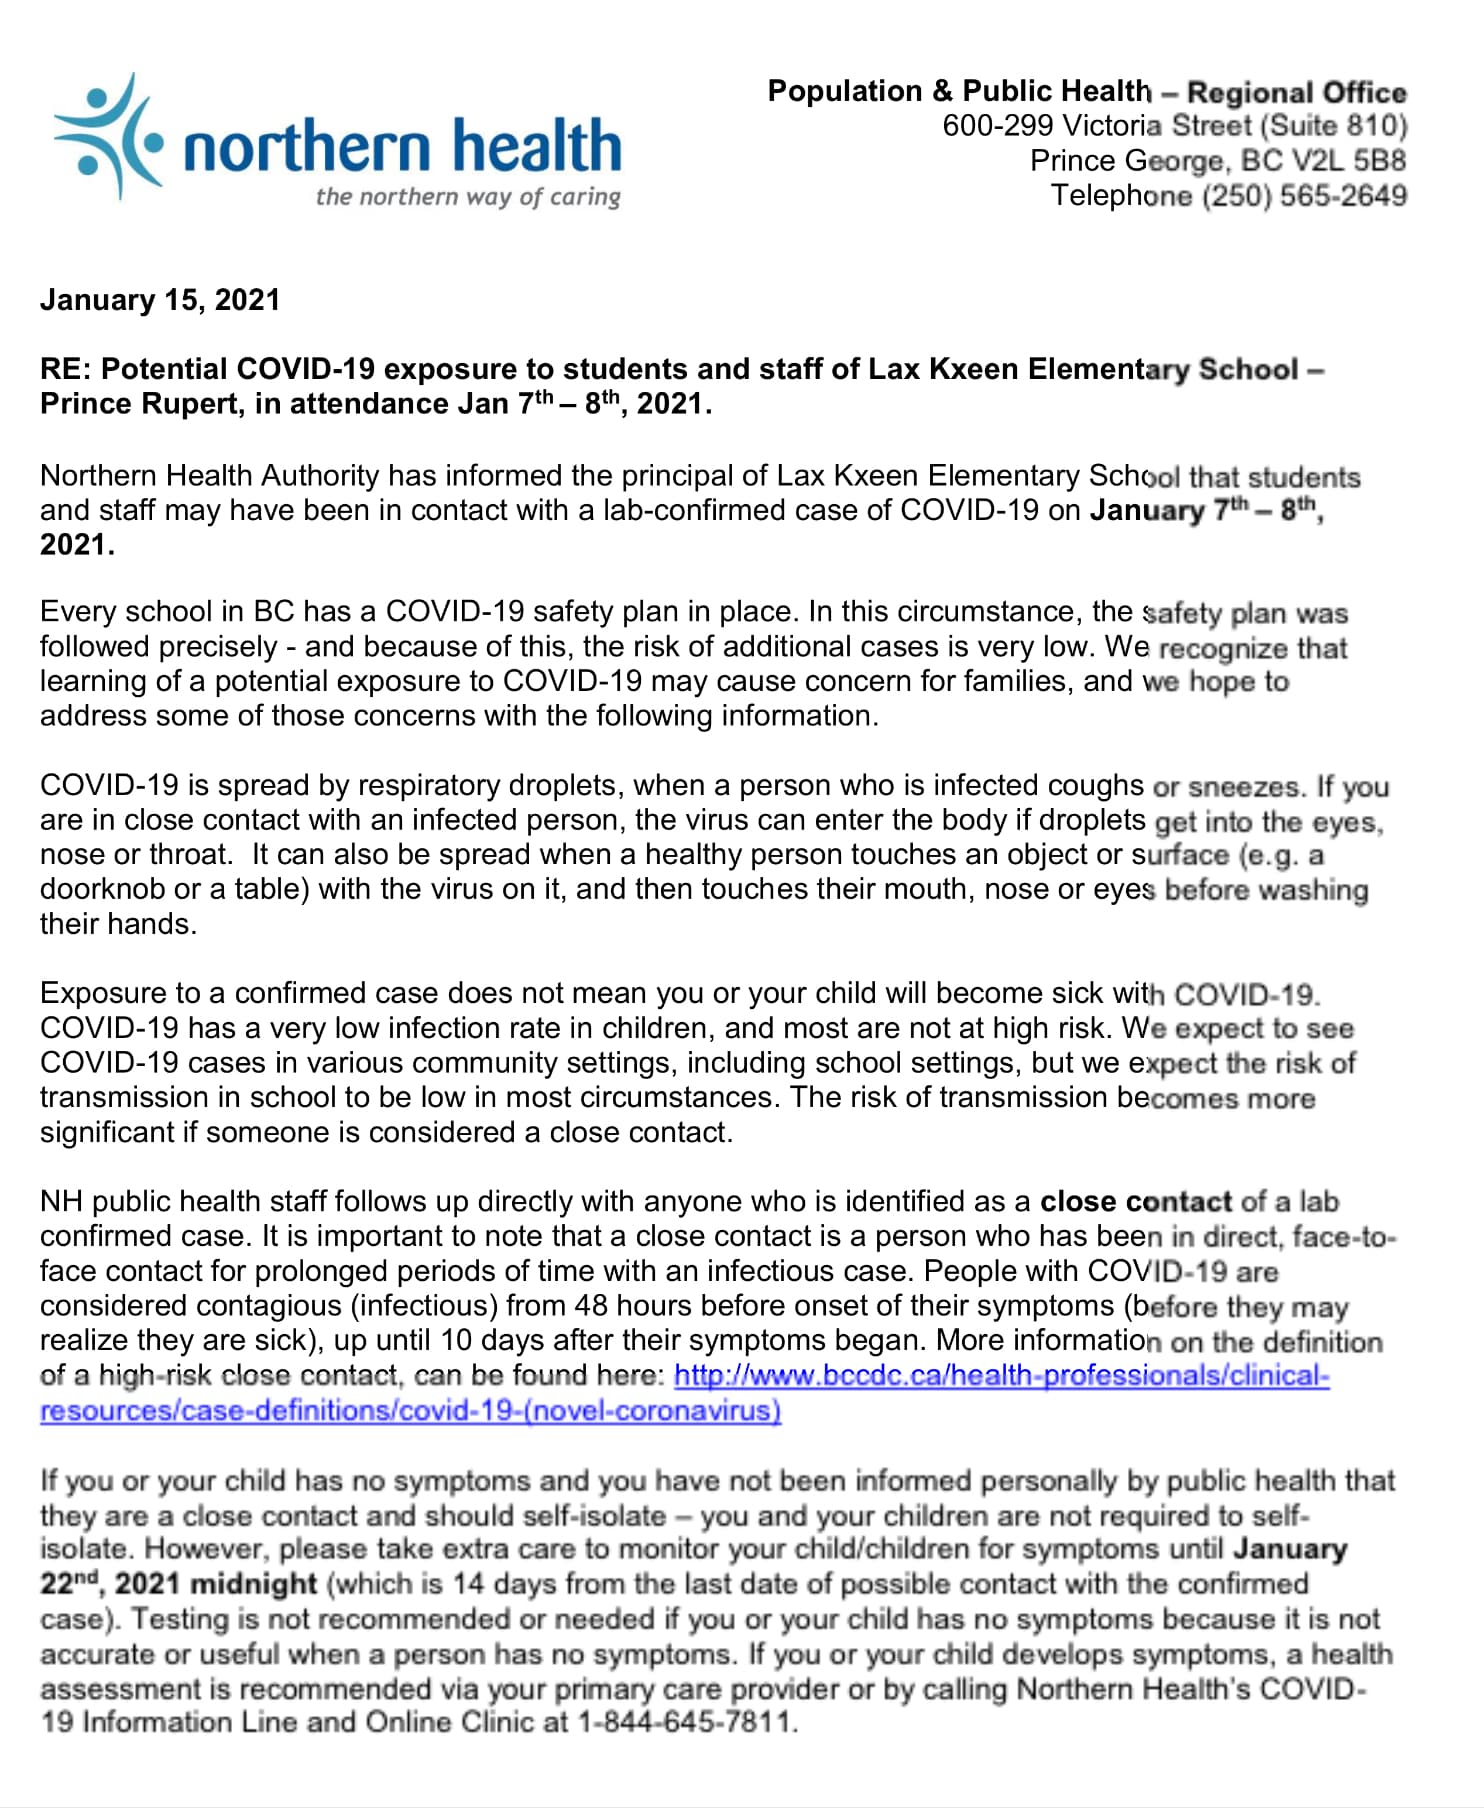 northern health
the northern way of caring
Population & Public Health – Regional Office
600-299 Victoria Street (Suite 810)
Prince George, BC V2L 5B8
Telephone (250) 565-2649
January 15, 2021
RE: Potential COVID-19 exposure to students and staff of Lax Kxeen Elementary School –
Prince Rupert, in attendance Jan 7th – 8th, 2021.
Northern Health Authority has informed the principal of Lax Kxeen Elementary School that students
and staff may have been in contact with a lab-confirmed case of COVID-19 on January 7th – 8th,
2021.
Every school in BC has a COVID-19 safety plan in place. In this circumstance, the safety plan was
followed precisely - and because of this, the risk of additional cases is very low. We recognize that
learning of a potential exposure to COVID-19 may cause concern for families, and we hope to
address some of those concerns with the following information.
COVID-19 is spread by respiratory droplets, when a person who is infected coughs or sneezes. If you
are in close contact with an infected person, the virus can enter the body if droplets get into the eyes,
nose or throat.  It can also be spread when a healthy person touches an object or surface (e.g. a
doorknob or a table) with the virus on it, and then touches their mouth, nose or eyes before washing
their hands.
Exposure to a confirmed case does not mean you or your child will become sick with COVID-19.
COVID-19 has a very low infection rate in children, and most are not at high risk. We expect to see
COVID-19 cases in various community settings, including school settings, but we expect the risk of
transmission in school to be low in most circumstances. The risk of transmission becomes more
significant if someone is considered a close contact.
NH public health staff follows up directly with anyone who is identified as a close contact of a lab
confirmed case. It is important to note that a close contact is a person who has been in direct, face-to-
face contact for prolonged periods of time with an infectious case. People with COVID-19 are
considered contagious (infectious) from 48 hours before onset of their symptoms (before they may
realize they are sick), up until 10 days after their symptoms began. More information on the definition
of a high-risk close contact, can be found here: http://www.bccdc.ca/health-professionals/clinical-
resources/case-definitions/covid-19-(novel-coronavirus)
If you or your child has no symptoms and you have not been informed personally by public health that
they are a close contact and should self-isolate – you and your children are not required to self-
isolate. However, please take extra care to monitor your child/children for symptoms until January
22nd, 2021 midnight (which is 14 days from the last date of possible contact with the confirmed
case). Testing is not recommended or needed if you or your child has no symptoms because it is not
accurate or useful when a person has no symptoms. If you or your child develops symptoms, a health
assessment is recommended via your primary care provider or by calling Northern Health's COVID-
19 Information Line and Online Clinic at 1-844-645-7811.